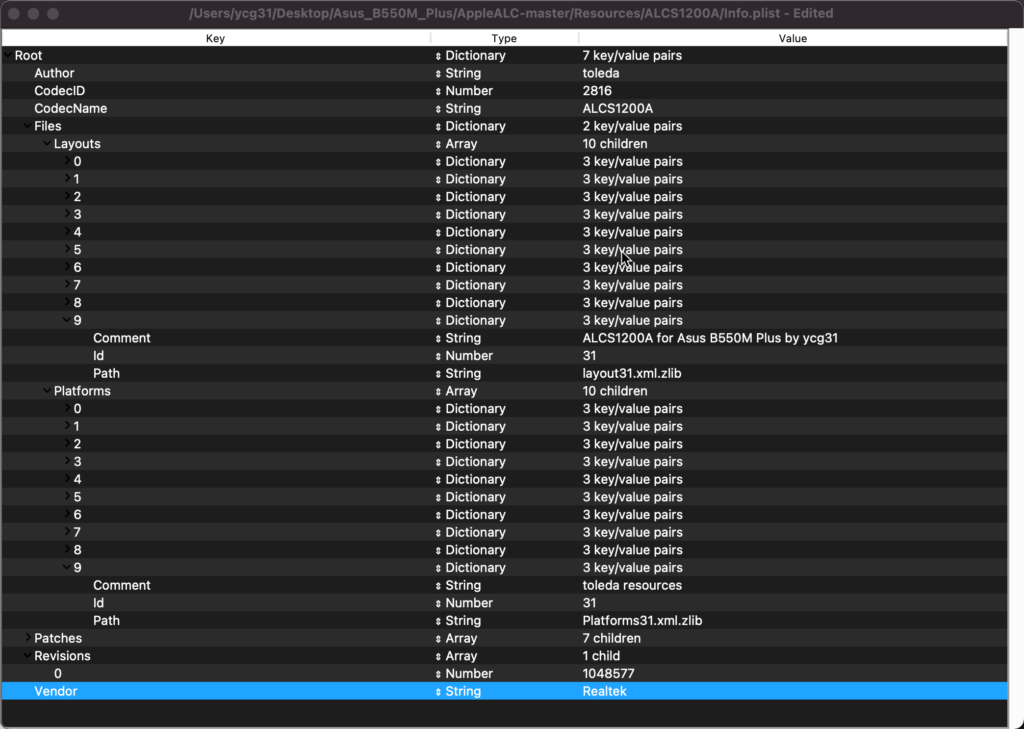 /Users/ycg31/Desktop/Asus_B550M_Plus/AppleALC-master/Resources/ALCS1200A/Info.plist - Edited
Key Type Value
Root Dictionary 7 key/value pairs
Author String toleda
CodecID Number 2816
CodecName String ALCS1200A
Files Dictionary 2 key/value pairs
Layouts Array 10 children
0 Dictionary 3 key/value pairs
1 Dictionary 3 key/value pairs
2 Dictionary 3 key/value pairs
3 Dictionary 3 key/value pairs
4 Dictionary 3 key/value pairs
5 Dictionary 3 key/value pairs
6 Dictionary 3 key/value pairs
7 Dictionary 3 key/value pairs
8 Dictionary 3 key/value pairs
9 Dictionary 3 key/value pairs
Comment String ALCS1200A for Asus B550M Plus by ycg31
Id Number 31
Path String layout31.xml.zlib
Platforms Array 10 children
0 Dictionary 3 key/value pairs
1 Dictionary 3 key/value pairs
2 Dictionary 3 key/value pairs
3 Dictionary 3 key/value pairs
4 Dictionary 3 key/value pairs
5 Dictionary 3 key/value pairs
6 Dictionary 3 key/value pairs
7 Dictionary 3 key/value pairs
8 Dictionary 3 key/value pairs
9 Dictionary 3 key/value pairs
Comment String toleda resources
Id Number 31
Path String Platforms31.xml.zlib
Patches Array 7 children
Revisions Array 1 child
0 Number 1048577
Vendor String Realtek